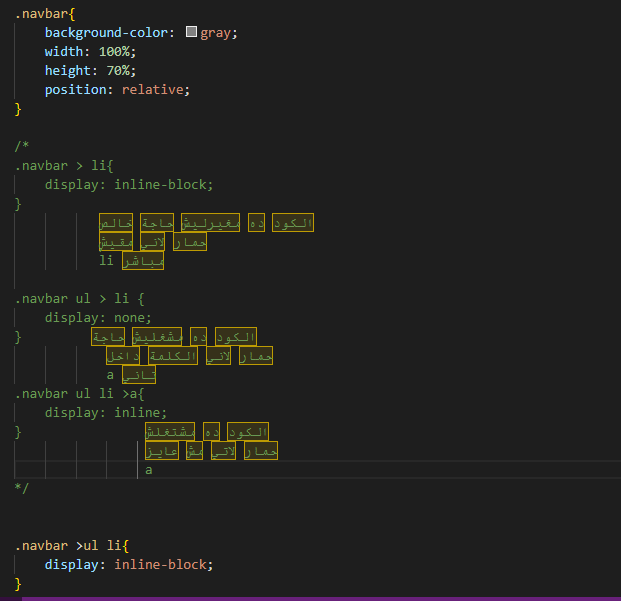 .navbar{
background-color: gray;
width: 100%;
height: 70%;
position: relative;
}
/*
.navbar > li{
display: inline-block;
}
الكود ده مغيرليش حاجة خالص
حمار لاني مقيش
li مباشر
.navbar ul > li {
display: none;
} الكود ده مشغليش حاجة
حمار لاني الكلمة داخل
a تاني
.navbar ul li >a{
display: inline;
} الكود ده مشتغلش
حمار لاتي مش عايز
a
*/
.navbar >ul li{
display: inline-block;
}